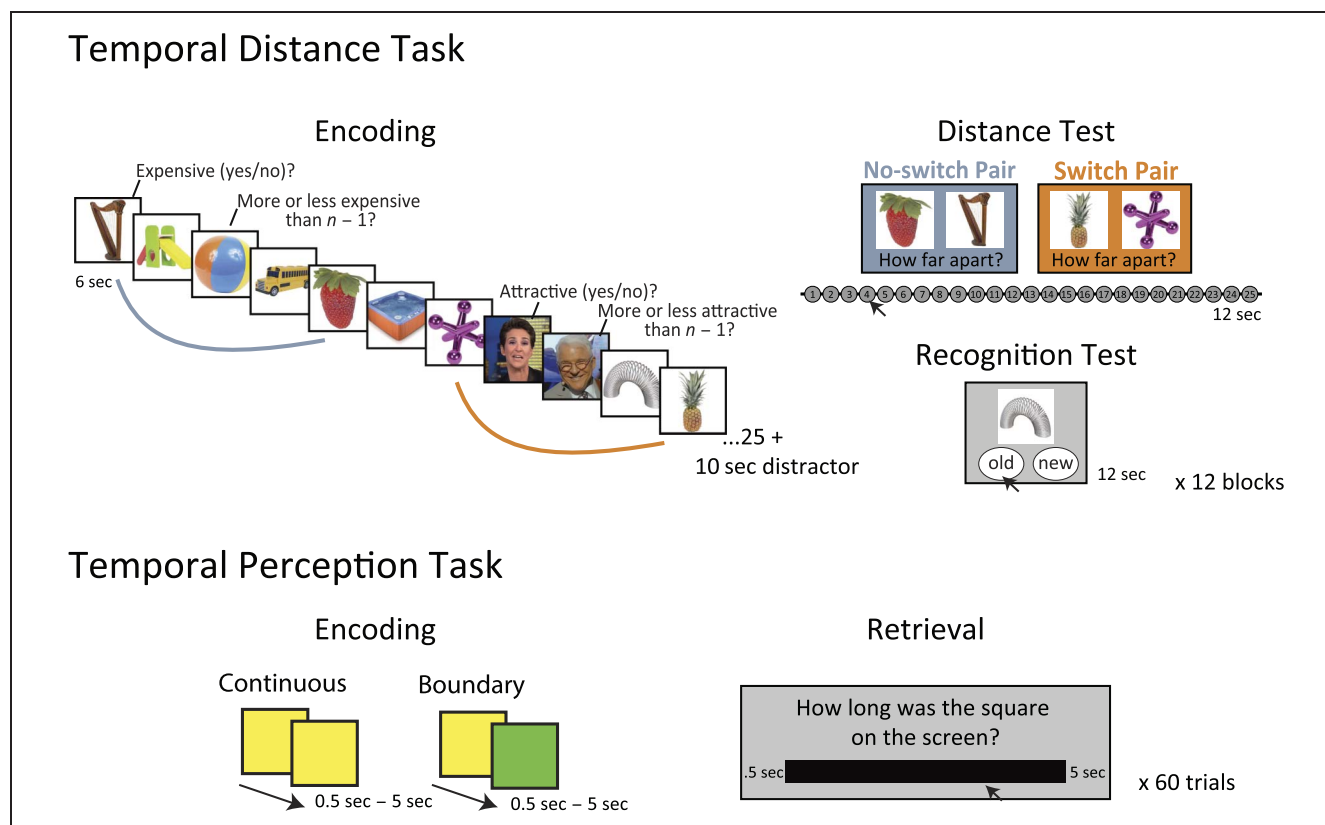 Temporal Distance Task
Encoding
Expensive (yes/no)?
More or less expensive
than n – 1?
6 sec
Attractive (yes/no)?
More or less attractive
than n – 1?
...25 +
10 sec distractor
Distance Test
No-switch Pair
Switch Pair
How far apart?
How far apart?
1 2 3 4 5 6 7 8 9 10 11 12 13 14 15 16 17 18 19 20 21 22 23 24 25
12 sec
Recognition Test
old
new
12 sec
x 12 blocks
Temporal Perception Task
Encoding
Continuous
Boundary
0.5 sec – 5 sec
0.5 sec – 5 sec
Retrieval
How long was the square
on the screen?
.5 sec
5 sec
x 60 trials